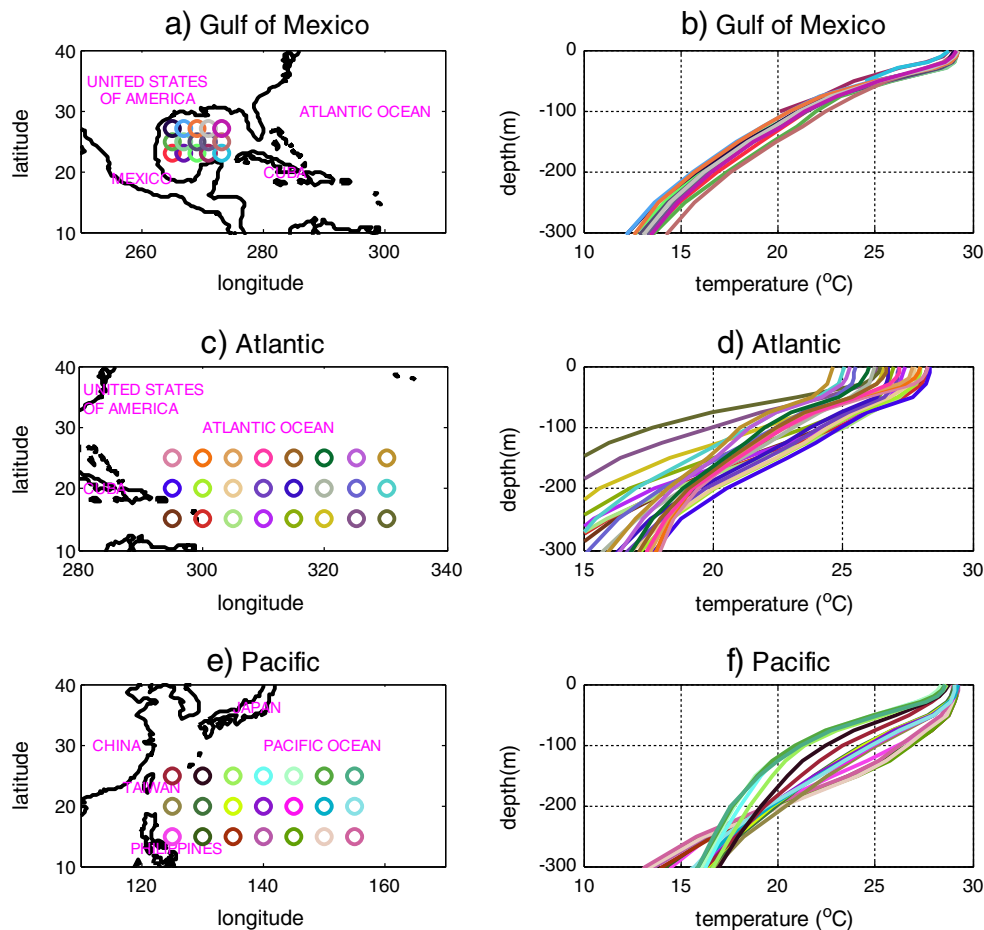 a) Gulf of Mexico
40
30
20
10
latitude
UNITED STATES
OF AMERICA
ATLANTIC OCEAN
MEXICO
CUBA
260
280
300
longitude
b) Gulf of Mexico
0
-100
-200
-300
depth(m)
10
15
20
25
30
temperature (°C)
c) Atlantic
40
30
20
10
latitude
UNITED STATES
OF AMERICA
ATLANTIC OCEAN
CUBA
280
300
320
340
longitude
d) Atlantic
0
-100
-200
-300
depth(m)
15
20
25
30
temperature (°C)
e) Pacific
40
30
20
10
latitude
JAPAN
CHINA
PACIFIC OCEAN
TAIWAN
PHILIPPINES
120
140
160
longitude
f) Pacific
0
-100
-200
-300
depth(m)
10
15
20
25
30
temperature (°C)